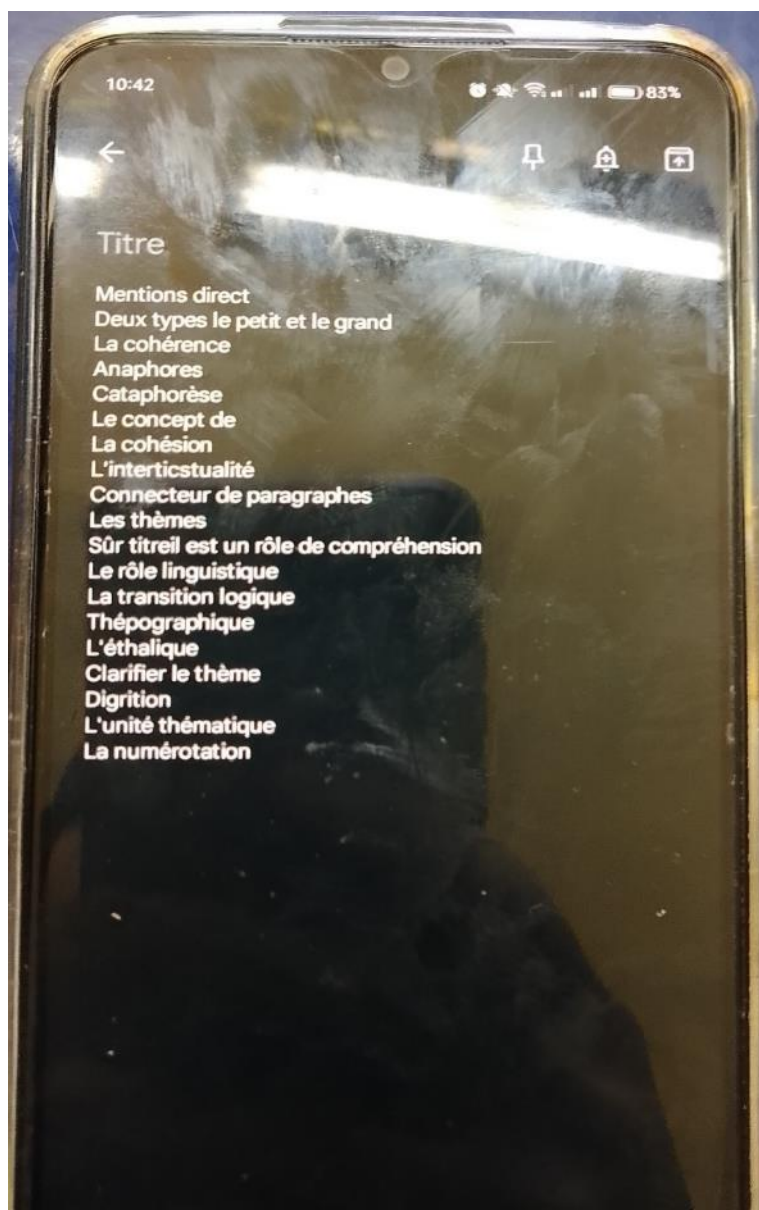 10:42
83%
Titre
Mentions direct
Deux types le petit et le grand
La cohérence
Anaphores
Cataphorèse
Le concept de
La cohésion
L'interticstualité
Connecteur de paragraphes
Les thèmes
Sûr titreil est un rôle de compréhension
Le rôle linguistique
La transition logique
Thépographique
L'éthalique
Clarifier le thème
Digrition
L'unité thématique
La numérotation